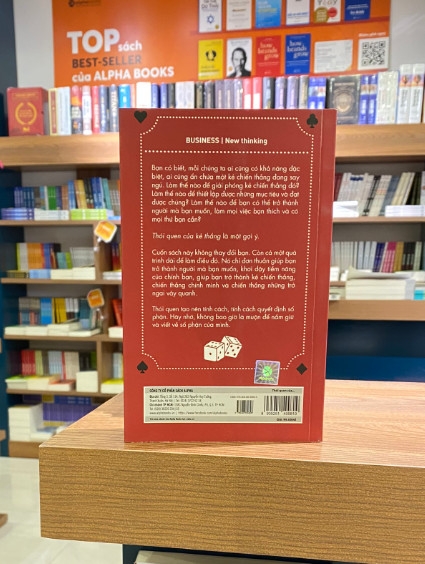 TOP sách
BEST-SELLER
của ALPHA BOOKS
BUSINESS | New thinking
Bạn có biết, mỗi chúng ta ai cũng có khả năng đặc
biệt, ai cũng ẩn chứa một kẻ chiến thắng đang say
ngủ. Làm thế nào để giải phóng kẻ chiến thắng đó?
Làm thế nào để thiết lập được những mục tiêu và đạt
được chúng? Làm thế nào để bạn có thể trở thành
người mà bạn muốn, làm mọi việc bạn thích và có
mọi thứ bạn cần?
Thói quen của kẻ thắng là một gợi ý.
Cuốn sách này không thay đổi bạn. Còn cả một quá
trình dài để làm điều đó. Nó chỉ đơn thuần giúp bạn
trở thành người mà bạn muốn, khơi dậy tiềm năng
của chính bạn, giúp bạn trở thành kẻ chiến thắng,
chiến thắng chính mình và chiến thắng những trở
ngại vây quanh.
Thói quen tạo nên tính cách, tính cách quyết định số
phận. Hãy nhớ, không bao giờ là muộn để nắm giữ
và viết về số phận của mình.
CÔNG TY CỔ PHẦN SÁCH ALPHA